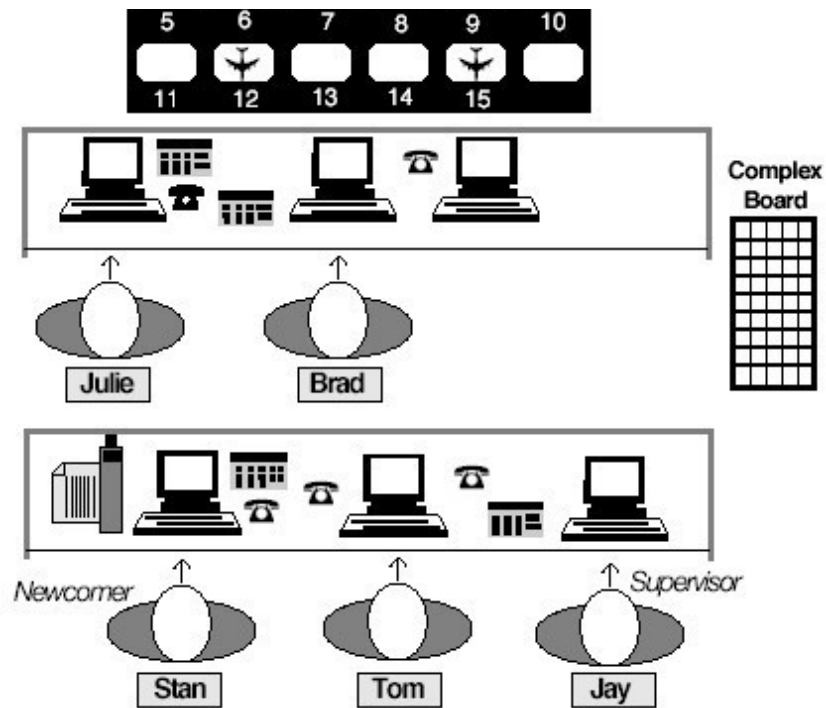 5 6 7 8 9 10
11 12 13 14 15
Complex
Board
Julie
Brad
Newcomer
Supervisor
Stan
Tom
Jay